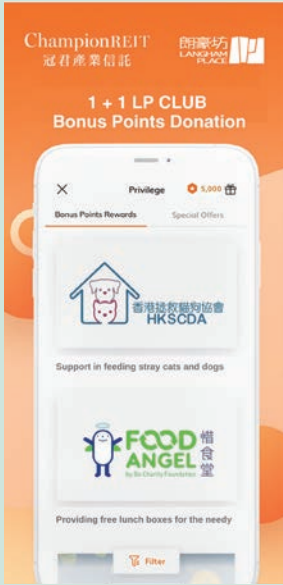 ChampionREIT
冠君產業信託
朗豪坊
LANGHAM
PLACE
1 + 1 LP CLUB
Bonus Points Donation
Privilege
5,000
Bonus Points Rewards
Special Offers
香港拯救貓狗協會
HKSCDA
Support in feeding stray cats and dogs
FOOD
ANGEL
惜食堂
by Bo Charity Foundation
Providing free lunch boxes for the needy
Filter